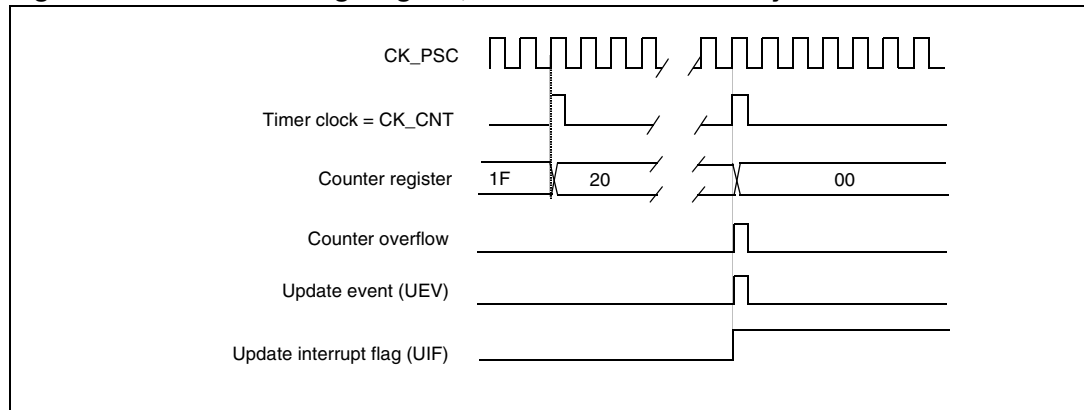 CK_PSC
Timer clock = CK_CNT
Counter register 1F 20 00
Counter overflow
Update event (UEV)
Update interrupt flag (UIF)